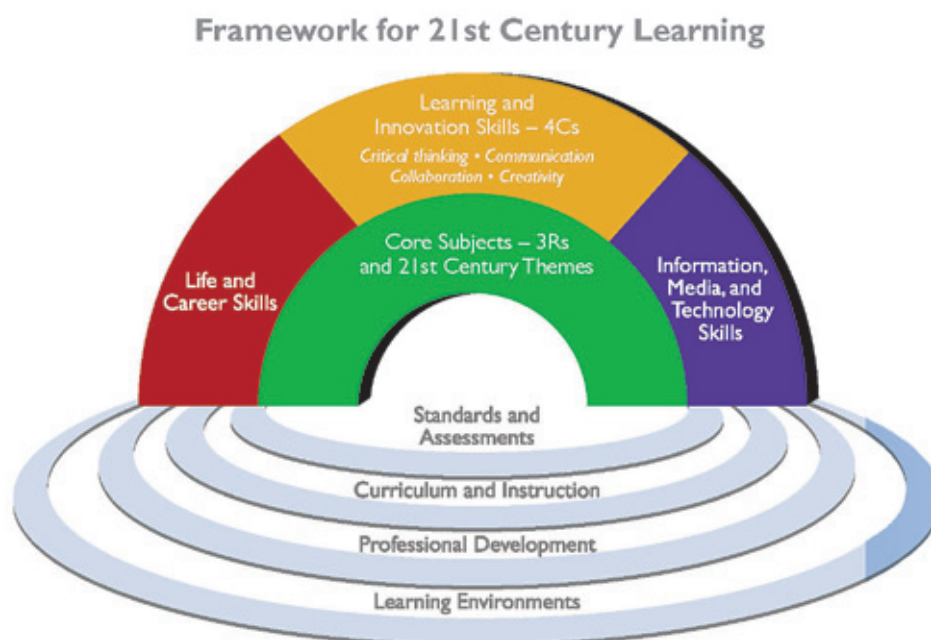 Framework for 21st Century Learning
Learning and
Innovation Skills – 4Cs
Critical thinking • Communication
Collaboration • Creativity
Core Subjects – 3Rs
and 21st Century Themes
Life and
Career Skills
Information,
Media, and
Technology
Skills
Standards and
Assessments
Curriculum and Instruction
Professional Development
Learning Environments